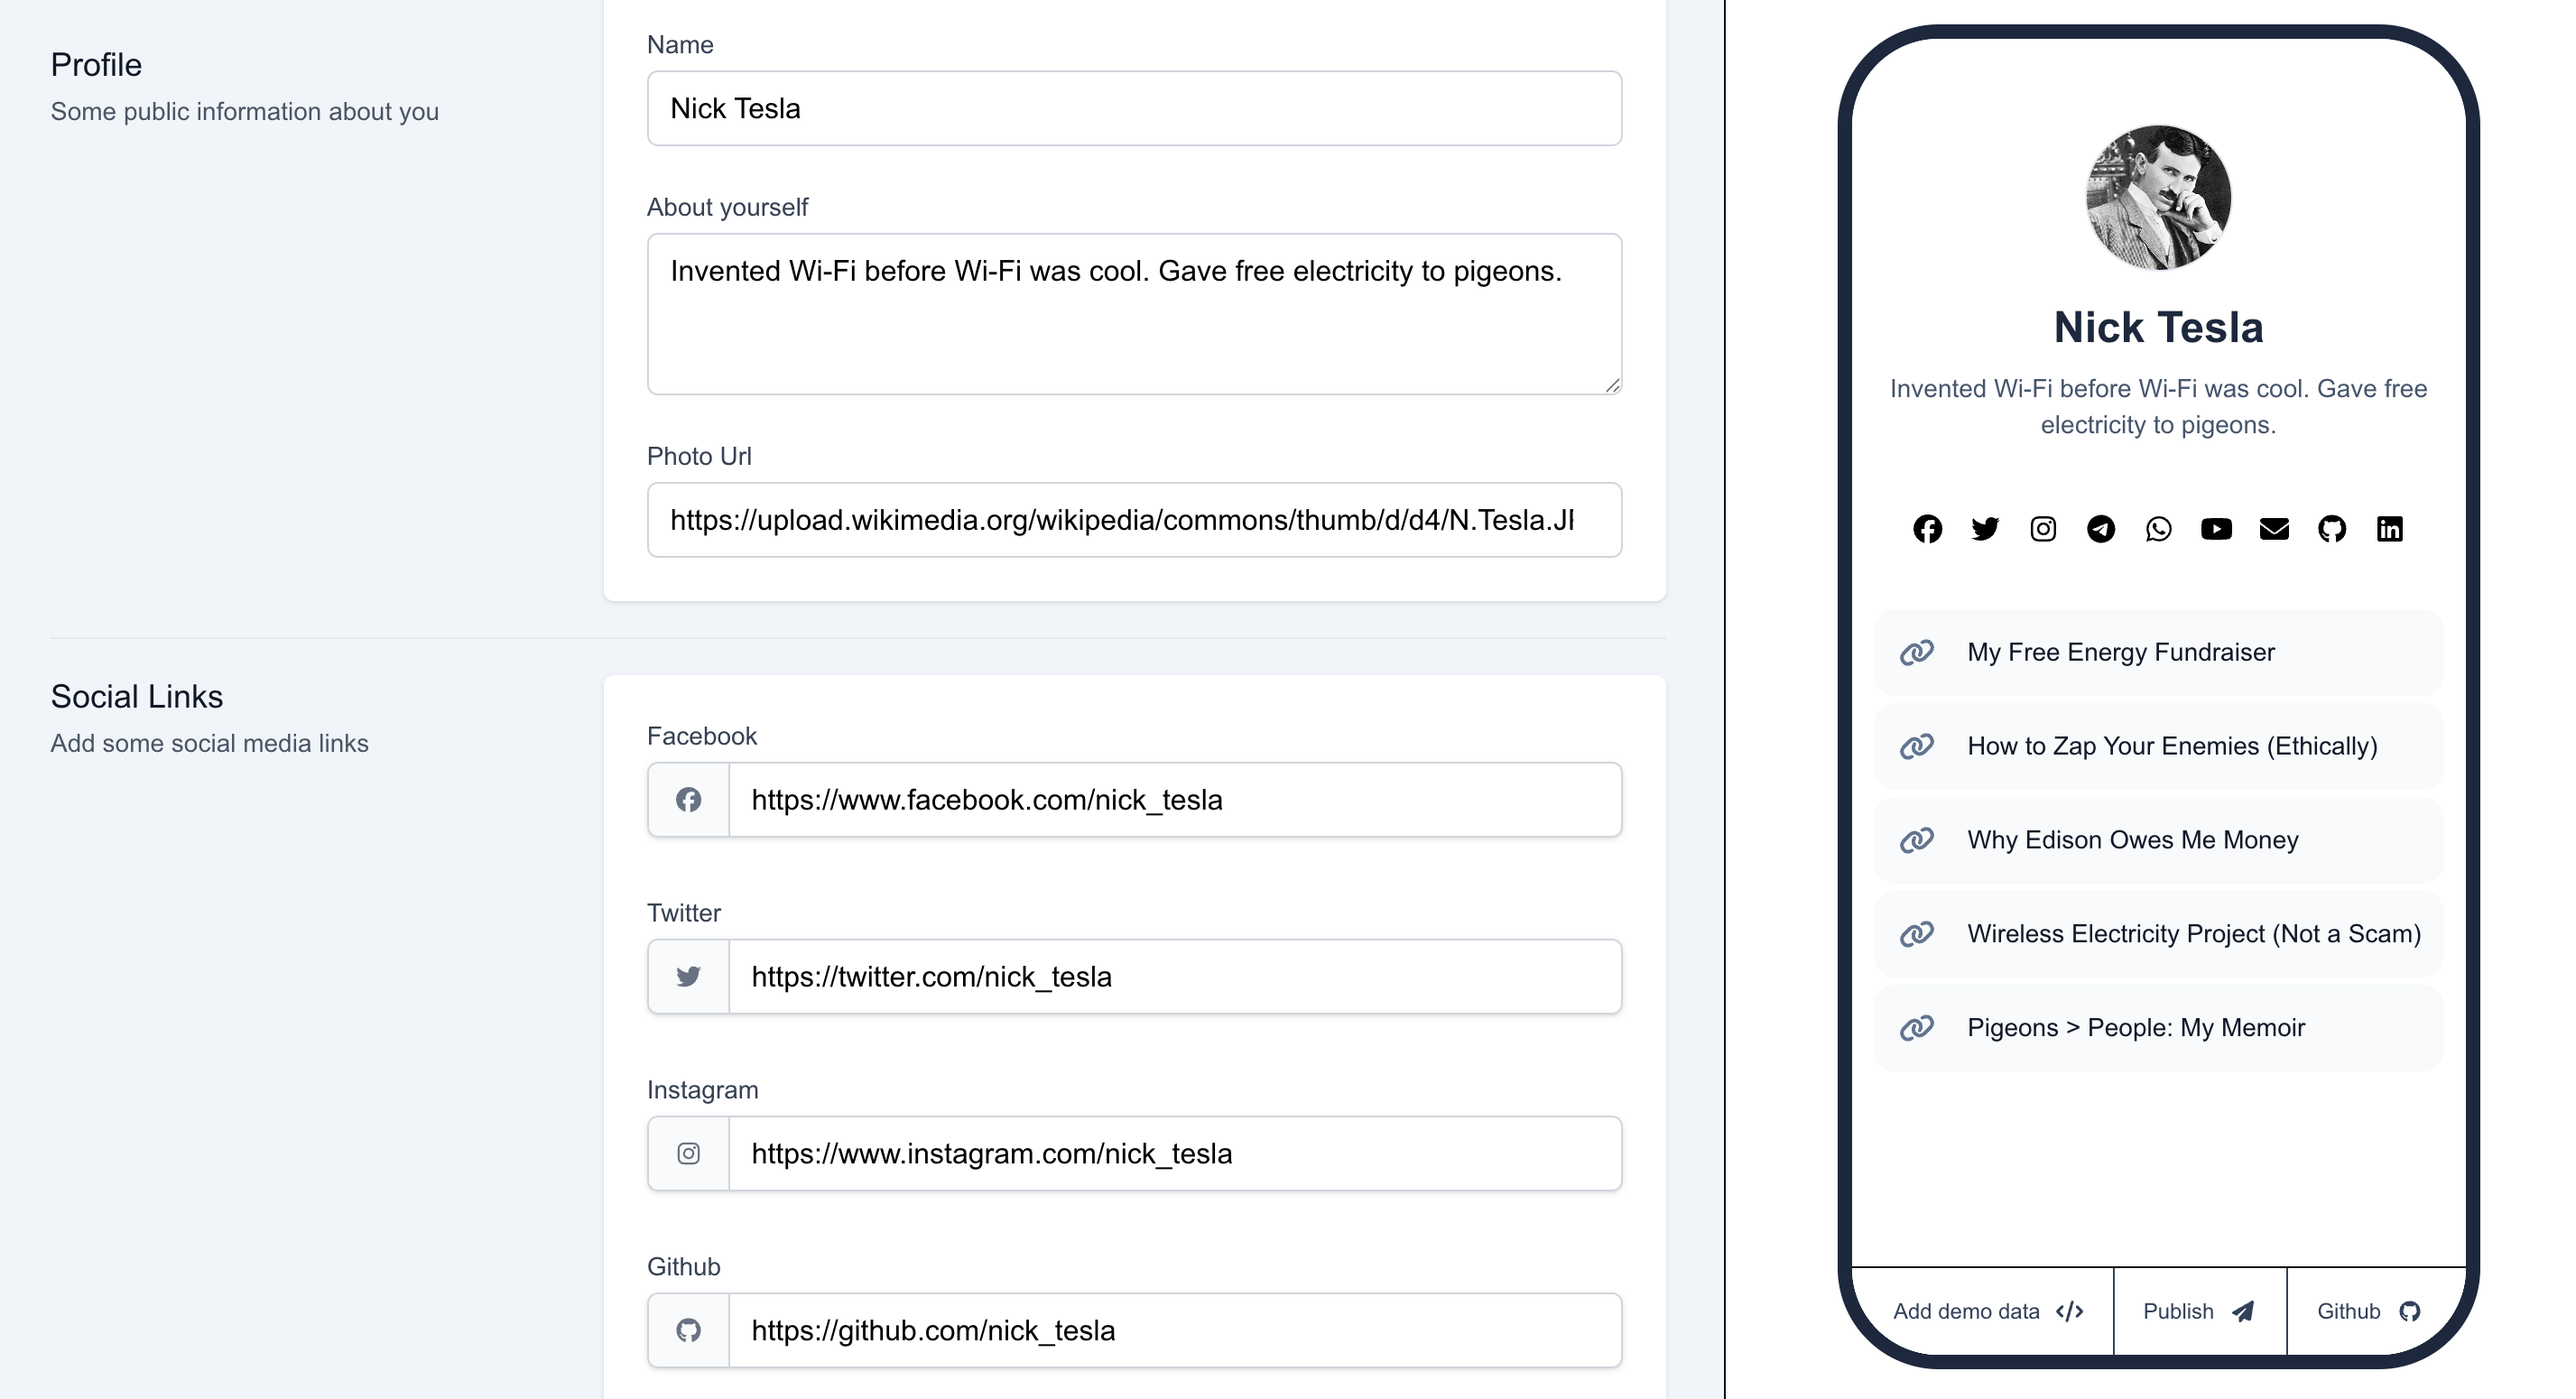 Profile
Some public information about you
Name
Nick Tesla
About yourself
Invented Wi-Fi before Wi-Fi was cool. Gave free electricity to pigeons.
Photo Url
https://upload.wikimedia.org/wikipedia/commons/thumb/d/d4/N.Tesla.J
Social Links
Add some social media links
Facebook
https://www.facebook.com/nick_tesla
Twitter
https://twitter.com/nick_tesla
Instagram
https://www.instagram.com/nick_tesla
Github
https://github.com/nick_tesla
Nick Tesla
Invented Wi-Fi before Wi-Fi was cool. Gave free
electricity to pigeons.
My Free Energy Fundraiser
How to Zap Your Enemies (Ethically)
Why Edison Owes Me Money
Wireless Electricity Project (Not a Scam)
Pigeons > People: My Memoir
Add demo data
Publish
Github